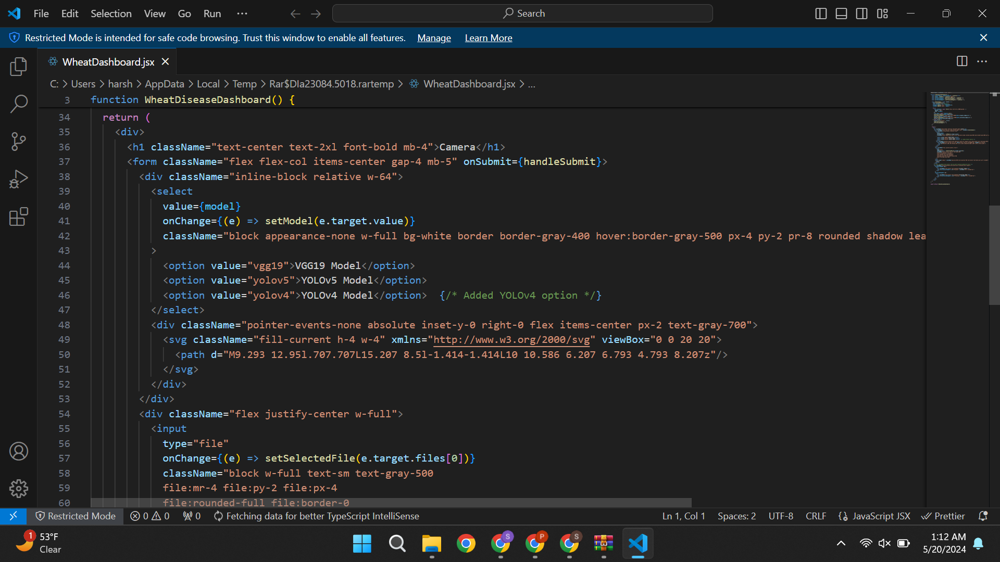 File Edit Selection View Go Run ··· Search
Restricted Mode is intended for safe code browsing. Trust this window to enable all features. Manage Learn More
WheatDashboard.jsx
C: > Users > harsh > AppData > Local > Temp > Rar$DIa23084.5018.rartemp > WheatDashboard.jsx > ...
3 function WheatDiseaseDashboard() {
34 return (
35 <div>
36 <h1 className="text-center text-2xl font-bold mb-4">Camera</h1>
37 <form className="flex flex-col items-center gap-4 mb-5" onSubmit={handleSubmit}>
38 <div className="inline-block relative w-64">
39 <select
40 value={model}
41 onChange={(e) => setModel(e.target.value)}
42 className="block appearance-none w-full bg-white border border-gray-400 hover:border-gray-500 px-4 py-2 pr-8 rounded shadow lea
43 >
44 <option value="vgg19">VGG19 Model</option>
45 <option value="yolov5">YOLOv5 Model</option>
46 <option value="yolov4">YOLOv4 Model</option> {/* Added YOLOv4 option */}
47 </select>
48 <div className="pointer-events-none absolute inset-y-0 right-0 flex items-center px-2 text-gray-700">
49 <svg className="fill-current h-4 w-4" xmlns="http://www.w3.org/2000/svg" viewBox="0 0 20 20">
50 <path d="M9.293 12.95l.707.707L15.207 8.5l-1.414-1.414L10 10.586 6.207 6.793 4.793 8.207z"/>
51 </svg>
52 </div>
53 </div>
54 <div className="flex justify-center w-full">
55 <input
56 type="file"
57 onChange={(e) => setSelectedFile(e.target.files[0])}
58 className="block w-full text-sm text-gray-500
59 file:mr-4 file:py-2 file:px-4
60 file:rounded-full file:border-0
Restricted Mode 0 0 0 Fetching data for better TypeScript IntelliSense Ln 1, Col 1 Spaces: 2 UTF-8 CRLF JavaScript JSX Prettier
1 53°F
Clear
S P S
1:12 AM
5/20/2024